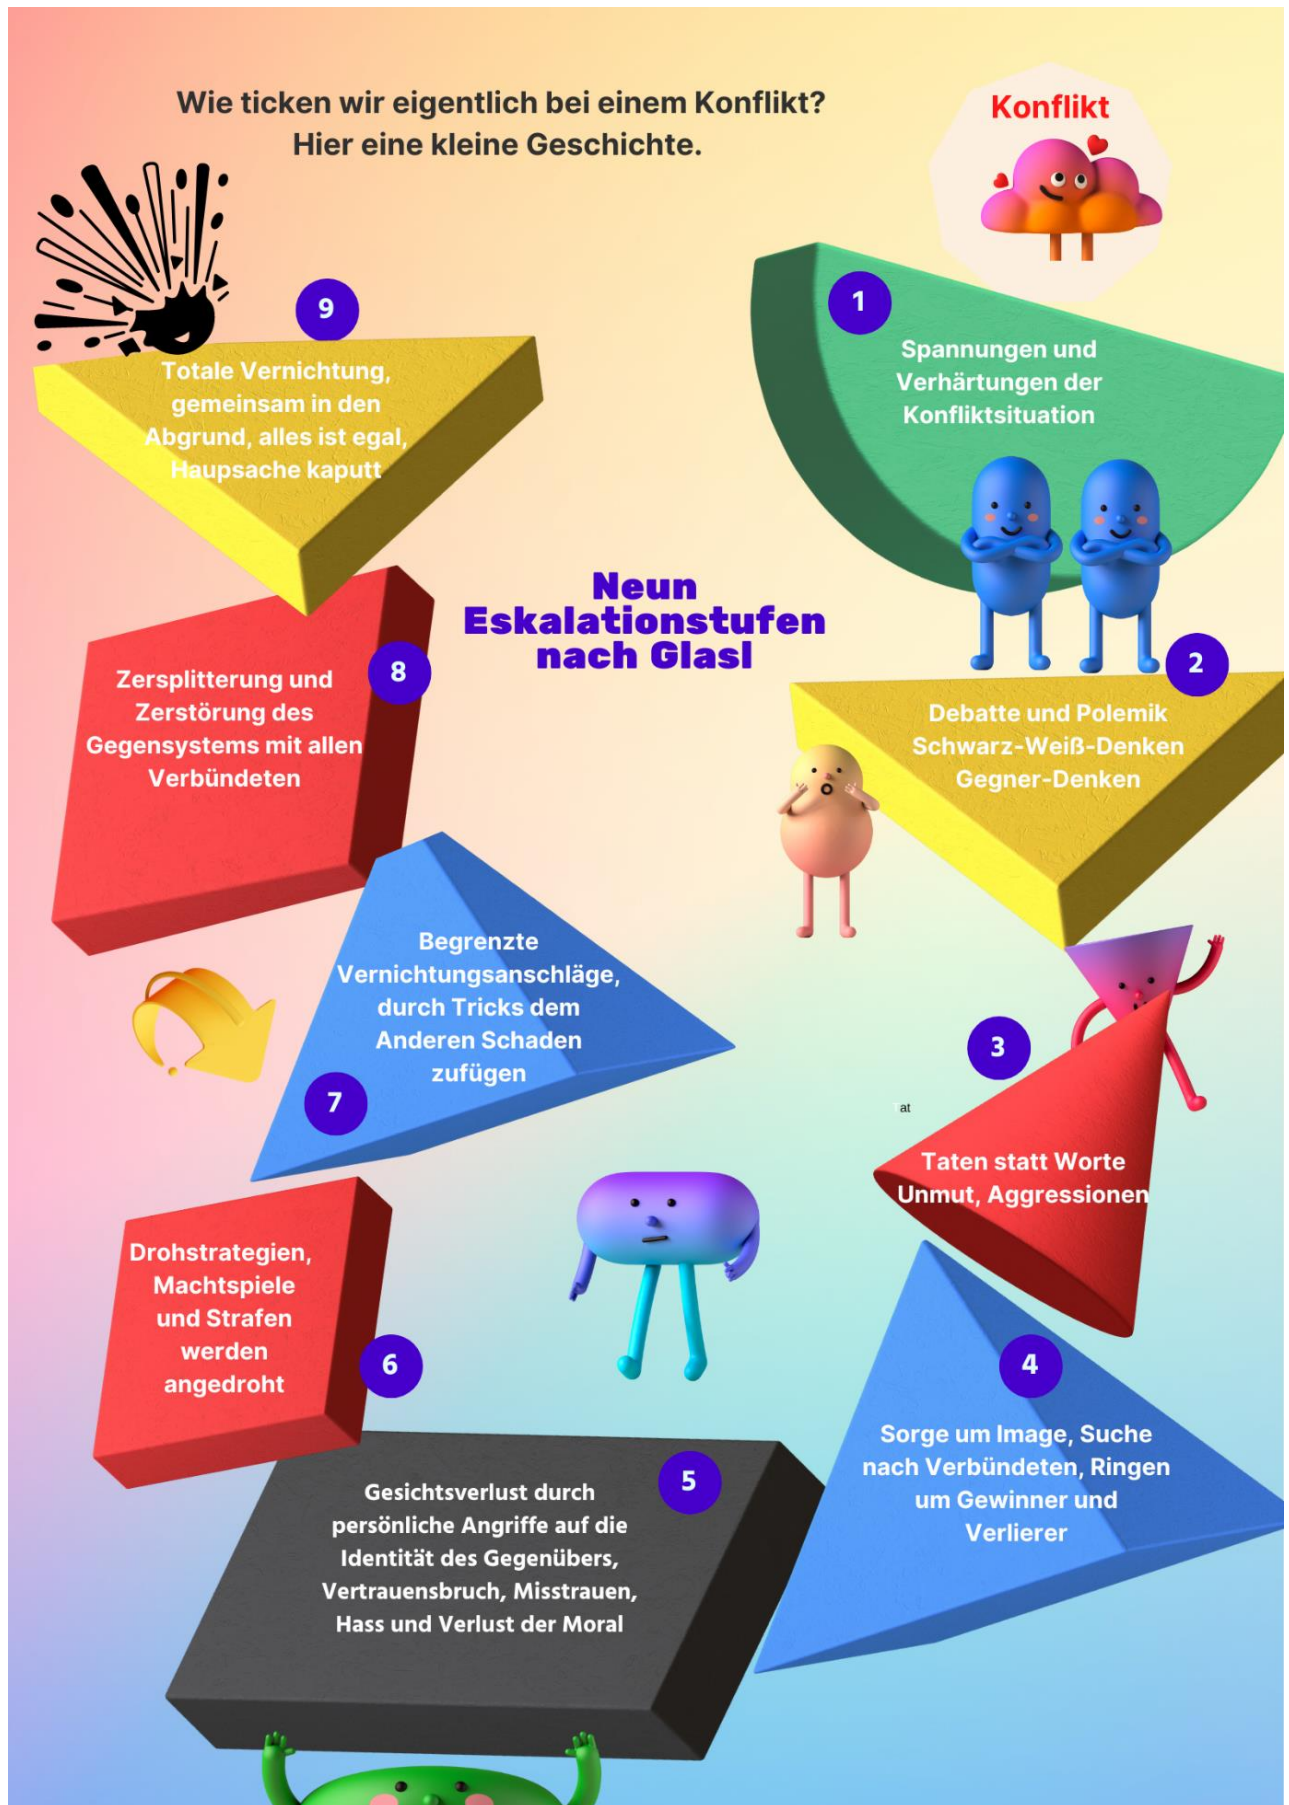 Wie ticken wir eigentlich bei einem Konflikt?
Hier eine kleine Geschichte.
Konflikt
1
Spannungen und
Verhärtungen der
Konfliktsituation
Neun
Eskalationstufen
nach Glasl
2
Debatte und Polemik
Schwarz-Weiß-Denken
Gegner-Denken
3
Tat
Taten statt Worte
Unmut, Aggressionen
4
Sorge um Image, Suche
nach Verbündeten, Ringen
um Gewinner und
Verlierer
5
Gesichtsverlust durch
persönliche Angriffe auf die
Identität des Gegenübers,
Vertrauensbruch, Misstrauen,
Hass und Verlust der Moral
6
Drohstrategien,
Machtspiele
und Strafen
werden
angedroht
7
Begrenzte
Vernichtungsanschläge,
durch Tricks dem
Anderen Schaden
zufügen
8
Zersplitterung und
Zerstörung des
Gegensystems mit allen
Verbündeten
9
Totale Vernichtung,
gemeinsam in den
Abgrund, alles ist egal,
Haupsache kaputt